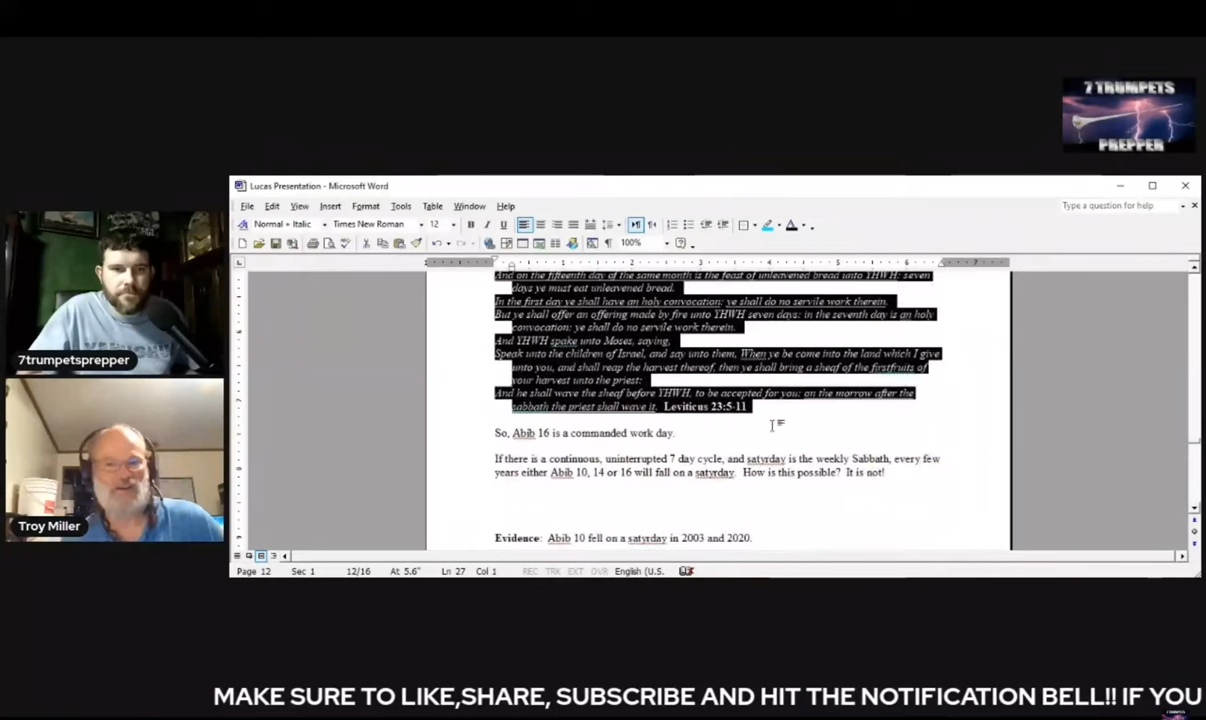 7 TRUMPETS
PREPPER
Lucas Presentation - Microsoft Word
File Edit View Insert Format Tools Table Window Help
Type a question for help
Normal + Italic Times New Roman 12 B I U
100%
1 1 2 3 4 5 6 7
And on the fifteenth day of the same month is the feast of unleavened bread unto YHWH: seven
days ye must eat unleavened bread.
In the first day ye shall have an holy convocation: ye shall do no servile work therein.
But ye shall offer an offering made by fire unto YHWH seven days: in the seventh day is an holy
convocation: ye shall do no servile work therein.
And YHWH spake unto Moses, saying,
Speak unto the children of Israel, and say unto them, When ye be come into the land which I give
unto you, and shall reap the harvest thereof, then ye shall bring a sheaf of the firstfruits of
your harvest unto the priest:
And he shall wave the sheaf before YHWH, to be accepted for you: on the morrow after the
sabbath the priest shall wave it. Leviticus 23:5-11
So, Abib 16 is a commanded work day.
If there is a continuous, uninterrupted 7 day cycle, and satyrday is the weekly Sabbath, every few
years either Abib 10, 14 or 16 will fall on a satyrday. How is this possible? It is not!
Evidence: Abib 10 fell on a satyrday in 2003 and 2020.
Page 12 Sec 1 12/16 At 5.6" Ln 27 Col 1 REC TRK EXT OVR English (U.S.
7trumpetsprepper
Troy Miller
MAKE SURE TO LIKE,SHARE, SUBSCRIBE AND HIT THE NOTIFICATION BELL!! IF YOU